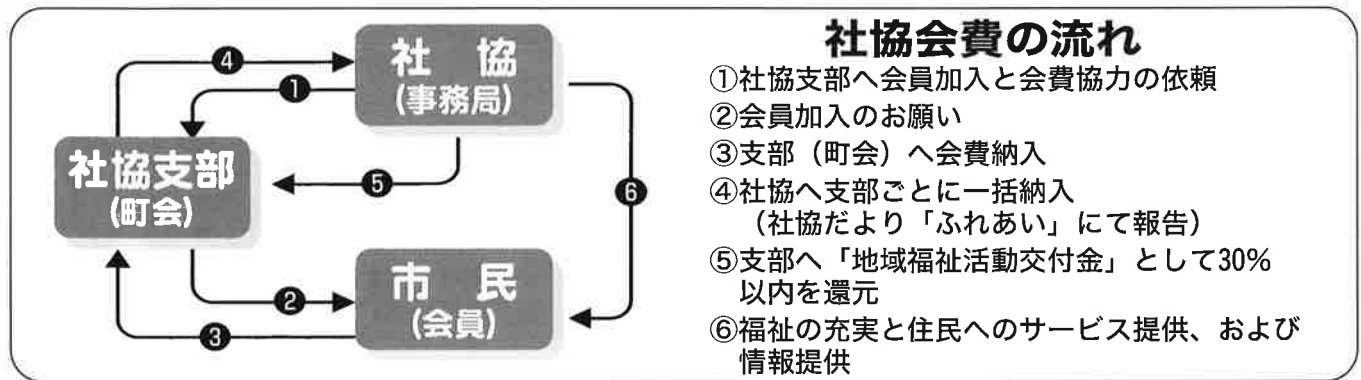 社協会費の流れ
①社協支部へ会員加入と会費協力の依頼
②会員加入のお願い
③支部（町会）へ会費納入
④社協へ支部ごとに一括納入
（社協だより「ふれあい」にて報告）
⑤支部へ「地域福祉活動交付金」として30%
以内を還元
⑥福祉の充実と住民へのサービス提供、および
情報提供
社　協
(事務局)
社協支部
(町会)
市　民
(会員)
❹
❶
❺
❻
❷
❸